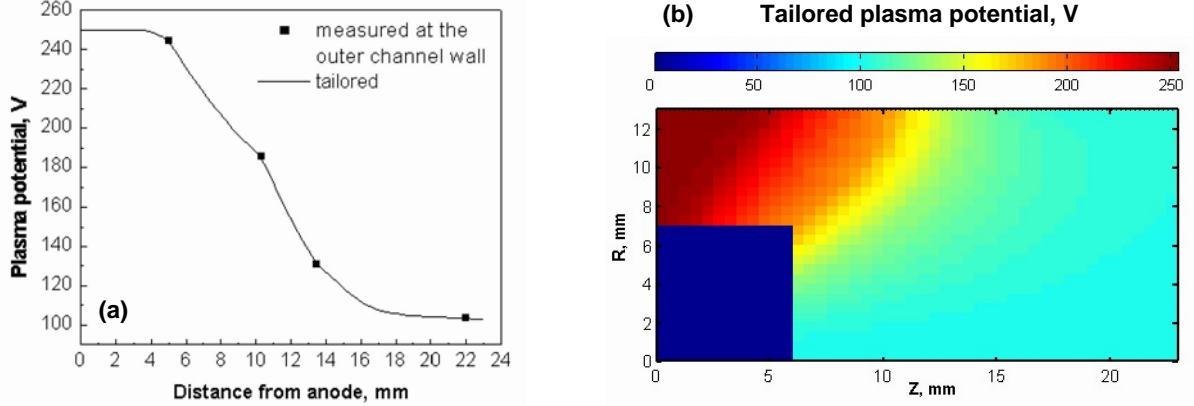 260
240
220
200
180
160
140
120
100
Plasma potential, V
measured at the
outer channel wall
tailored
(a)
0 2 4 6 8 10 12 14 16 18 20 22 24
Distance from anode, mm
(b) Tailored plasma potential, V
0 50 100 150 200 250
12
10
8
6
4
2
0
R, mm
0 5 10 15 20
Z, mm